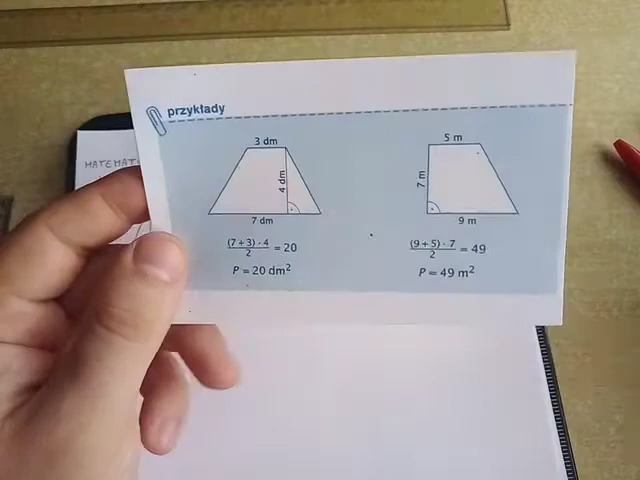 przykłady
3 dm
4 dm
7 dm
(7 + 3) · 4 / 2 = 20
P = 20 dm²
5 m
7 m
9 m
(9 + 5) · 7 / 2 = 49
P = 49 m²
MATEMAT